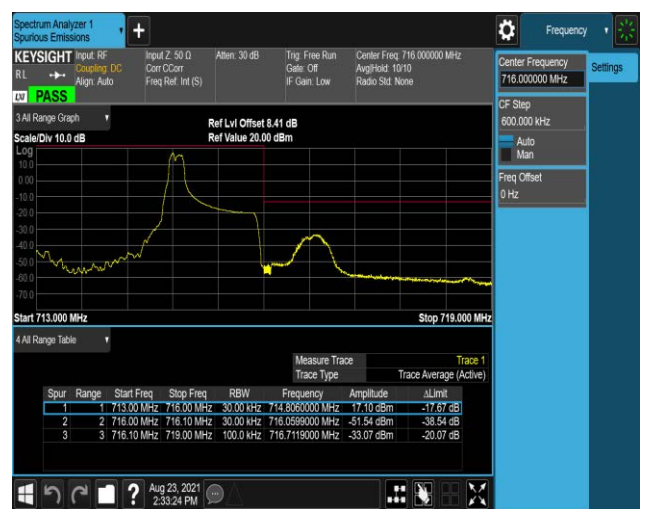 Spectrum Analyzer 1
Spurious Emissions
Frequency
KEYSIGHT
RL
LXI PASS
Input: RF
Coupling: DC
Align: Auto
Input Z: 50 Ω
Corr CCorr
Freq Ref: Int (S)
Atten: 30 dB
Trig: Free Run
Gate: Off
IF Gain: Low
Center Freq: 716.000000 MHz
Avg|Hold: 10/10
Radio Std: None
Center Frequency
716.000000 MHz
Settings
CF Step
600.000 kHz
Auto
Man
Freq Offset
0 Hz
3 All Range Graph
Scale/Div 10.0 dB
Ref Lvl Offset 8.41 dB
Ref Value 20.00 dBm
Log
10.0
0.00
-10.0
-20.0
-30.0
-40.0
-50.0
-60.0
-70.0
Start 713.000 MHz
Stop 719.000 MHz
4 All Range Table
Measure Trace Trace 1
Trace Type Trace Average (Active)
Spur Range Start Freq Stop Freq RBW Frequency Amplitude ΔLimit
1 1 713.00 MHz 716.00 MHz 30.00 kHz 714.8060000 MHz 17.10 dBm -17.67 dB
2 2 716.00 MHz 716.10 MHz 30.00 kHz 716.0599000 MHz -51.54 dBm -38.54 dB
3 3 716.10 MHz 719.00 MHz 100.0 kHz 716.7119000 MHz -33.07 dBm -20.07 dB
?
Aug 23, 2021
2:33:24 PM